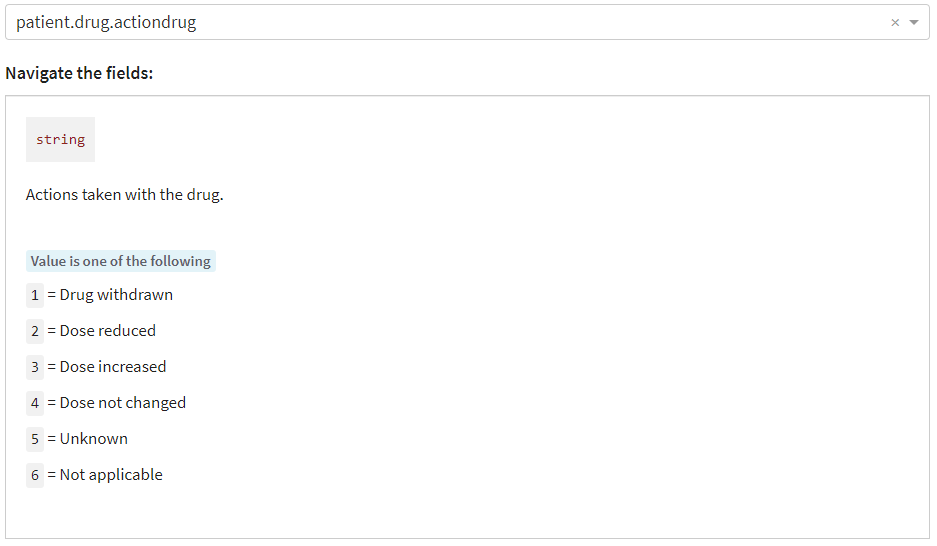 patient.drug.actiondrug
Navigate the fields:
string
Actions taken with the drug.
Value is one of the following
1 = Drug withdrawn
2 = Dose reduced
3 = Dose increased
4 = Dose not changed
5 = Unknown
6 = Not applicable